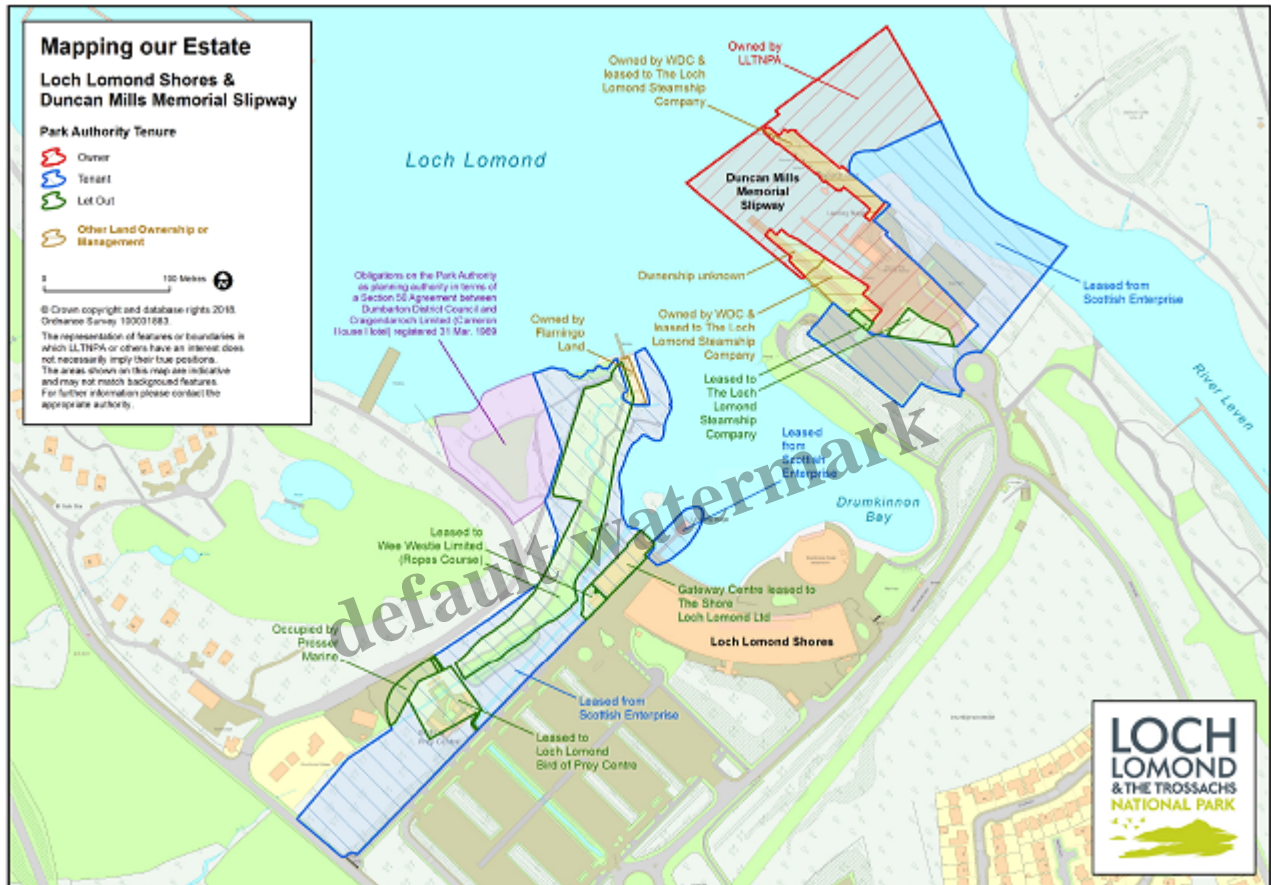 Mapping our Estate
Loch Lomond Shores &
Duncan Mills Memorial Slipway
Park Authority Tenure
Owner
Tenant
Let Out
Other Land Ownership or
Management
0 100 Metres
© Crown copyright and database rights 2018.
Ordnance Survey 100031883.
The representation of features or boundaries in
which LLTNPA or others have an interest does
not necessarily imply their true positions.
The areas shown on this map are indicative
and may not match background features.
For further information please contact the
appropriate authority.
Loch Lomond
Owned by WDC &
leased to The Loch
Lomond Steamship
Company
Owned by
LLTNPA
Duncan Mills
Memorial
Slipway
Ownership unknown
Owned by WDC &
leased to The Loch
Lomond Steamship
Company
Leased to
The Loch
Lomond
Steamship
Company
Leased from
Scottish Enterprise
River Leven
Obligations on the Park Authority
as planning authority in terms of
a Section 50 Agreement between
Dumbarton District Council and
Craigendarroch Limited (Cameron
House Hotel) registered 31 Mar. 1989
Owned by
Flamingo
Land
Leased
from
Scottish
Enterprise
Drumkinnon
Bay
Leased to
Wee Westie Limited
(Ropes Course)
Gateway Centre leased to
The Shore
Loch Lomond Ltd
Loch Lomond Shores
Occupied by
Prosser
Marine
Leased from
Scottish Enterprise
Leased to
Loch Lomond
Bird of Prey Centre
default watermark
LOCH
LOMOND
& THE TROSSACHS
NATIONAL PARK